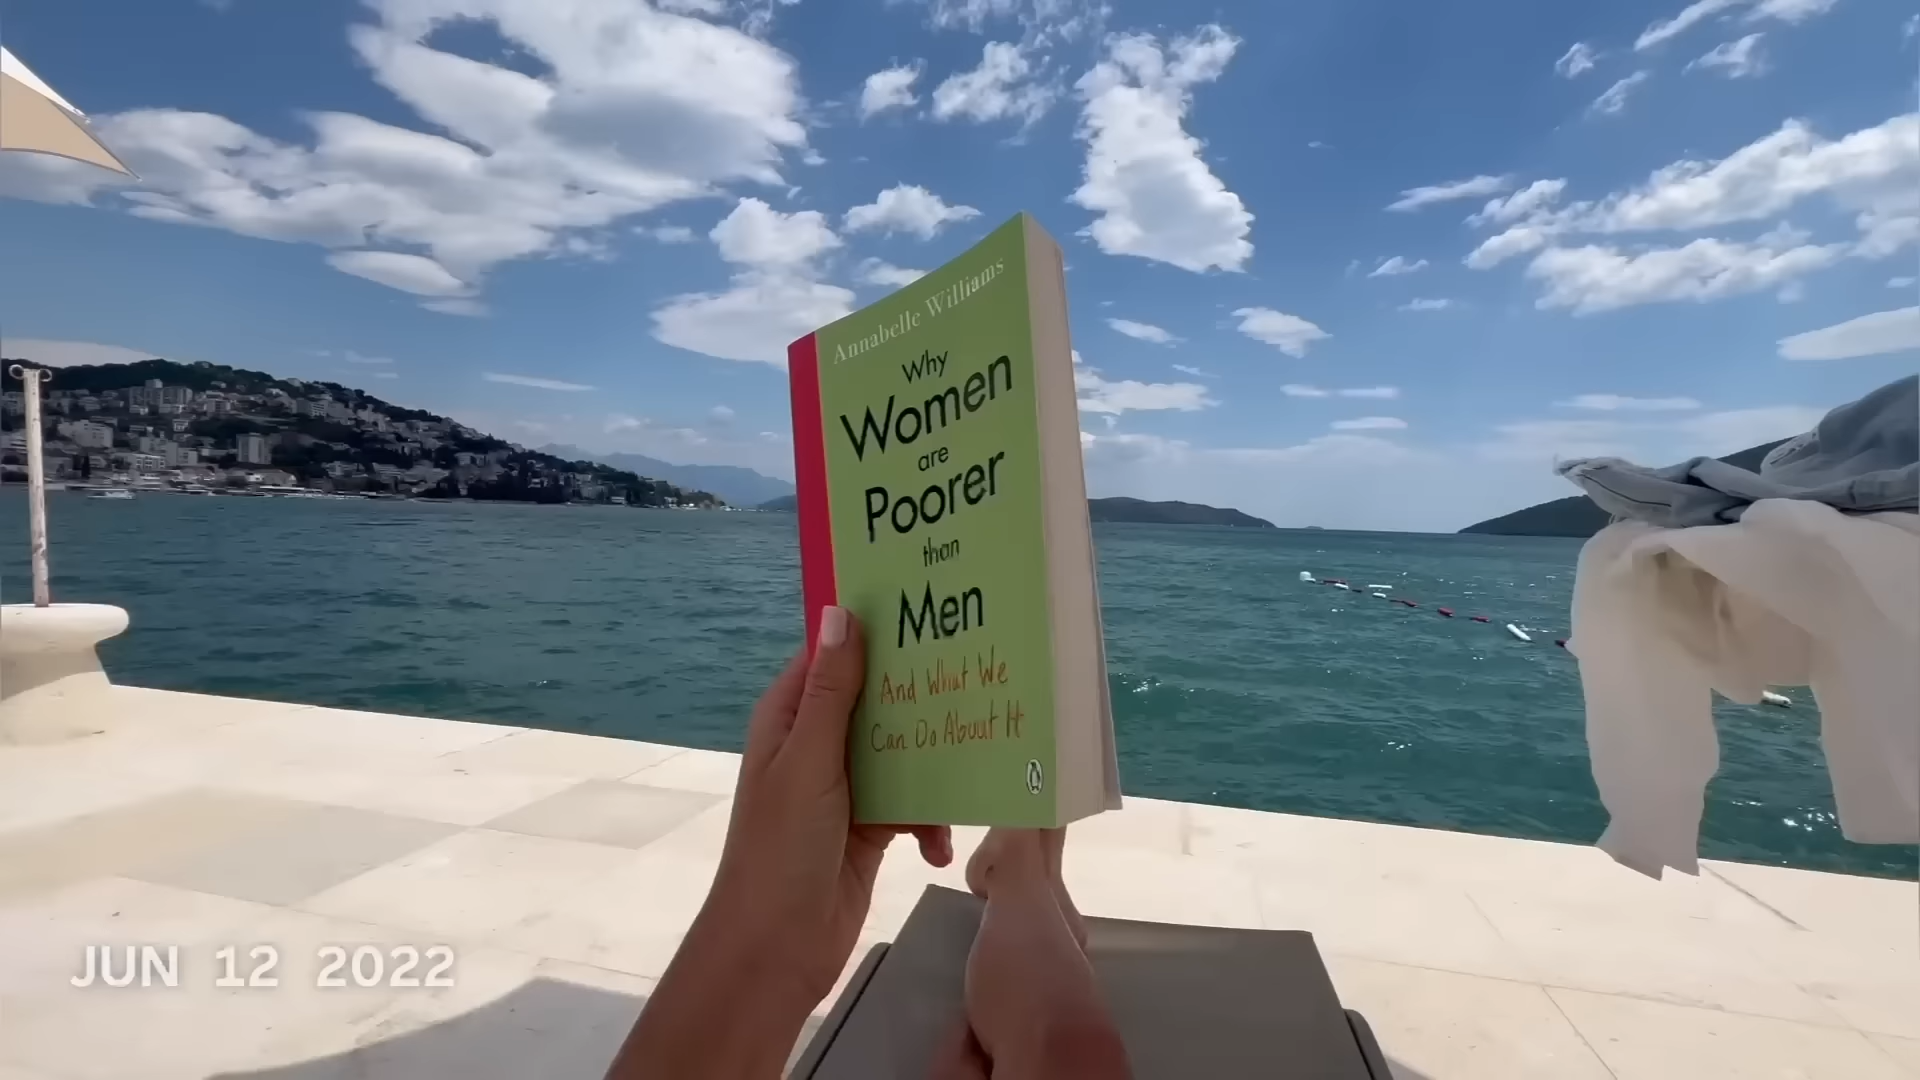 Annabelle Williams
Why
Women
are
Poorer
than
Men
And What We
Can Do About It
JUN 12 2022